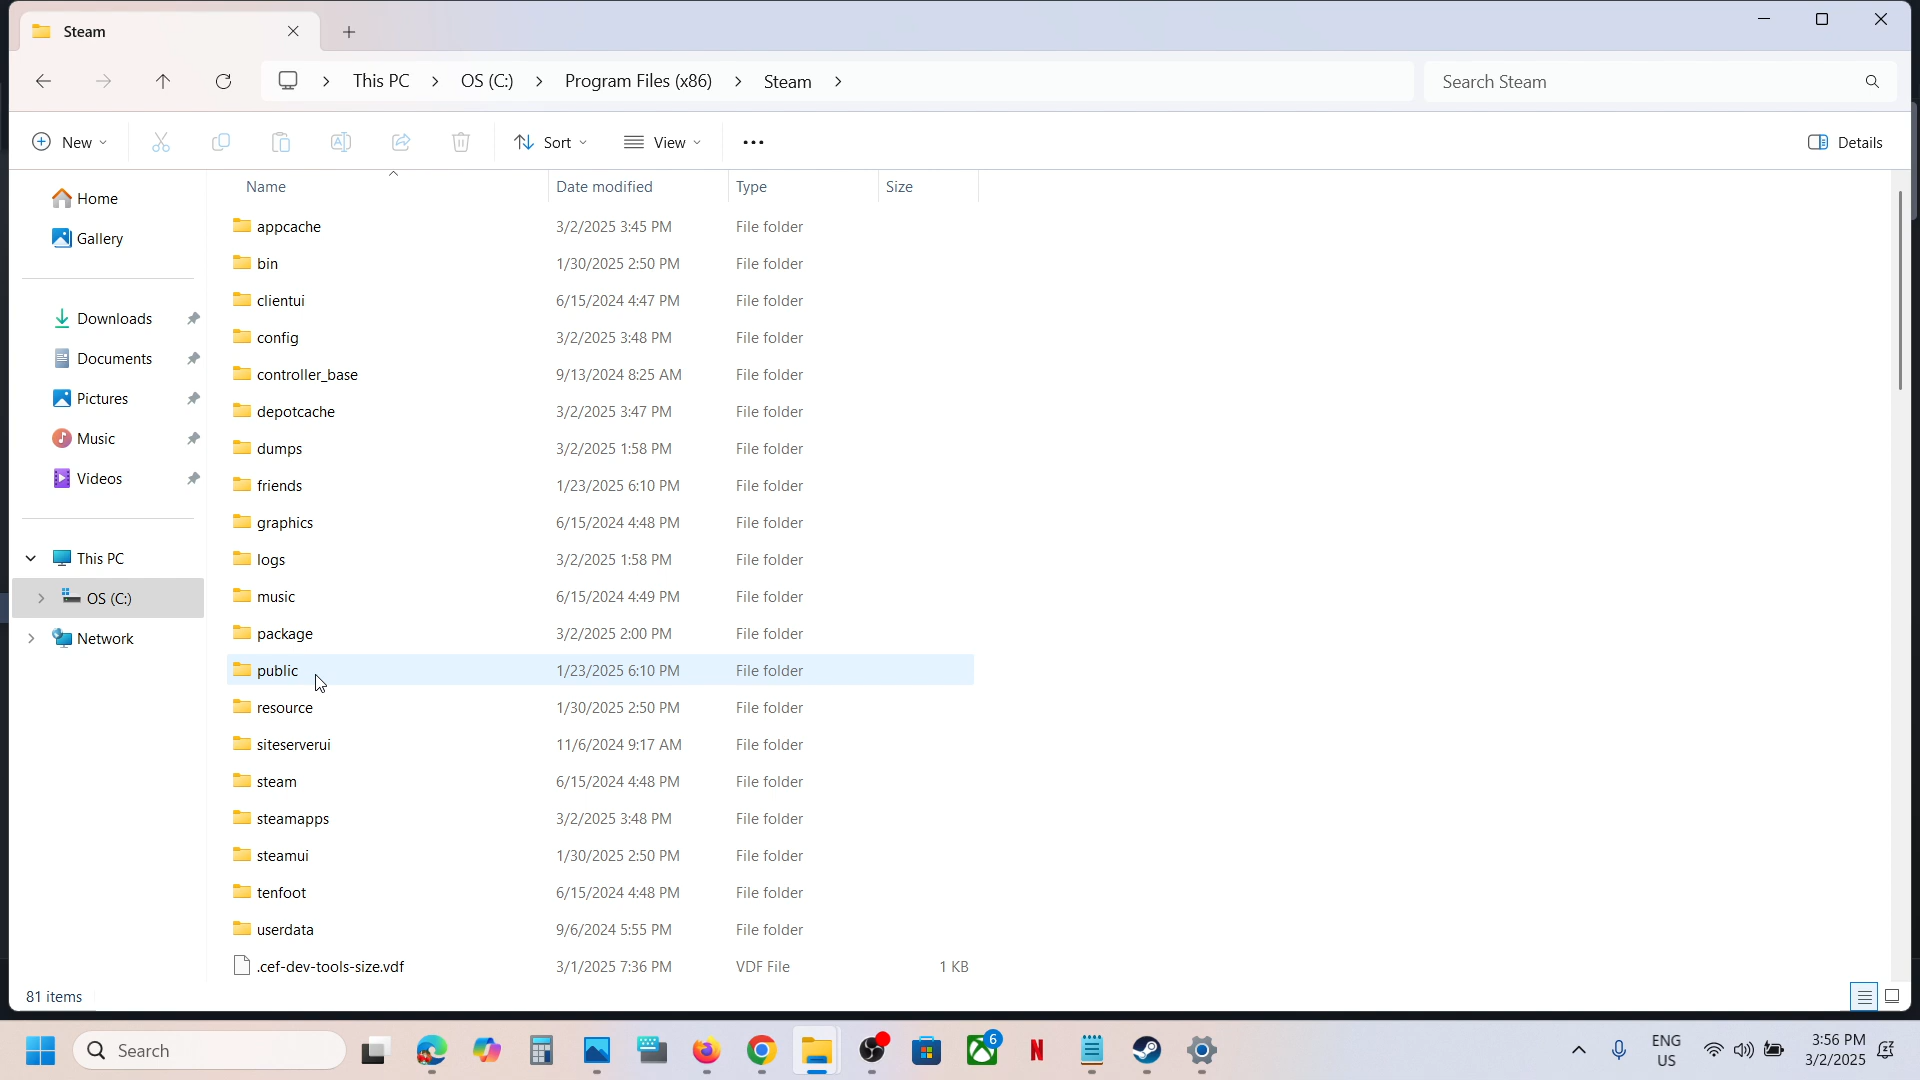 Steam
This PC > OS (C:) > Program Files (x86) > Steam >
Search Steam
New
Sort
View
Details
Name Date modified Type Size
Home
Gallery
Downloads
Documents
Pictures
Music
Videos
This PC
OS (C:)
Network
appcache 3/2/2025 3:45 PM File folder
bin 1/30/2025 2:50 PM File folder
clientui 6/15/2024 4:47 PM File folder
config 3/2/2025 3:48 PM File folder
controller_base 9/13/2024 8:25 AM File folder
depotcache 3/2/2025 3:47 PM File folder
dumps 3/2/2025 1:58 PM File folder
friends 1/23/2025 6:10 PM File folder
graphics 6/15/2024 4:48 PM File folder
logs 3/2/2025 1:58 PM File folder
music 6/15/2024 4:49 PM File folder
package 3/2/2025 2:00 PM File folder
public 1/23/2025 6:10 PM File folder
resource 1/30/2025 2:50 PM File folder
siteserverui 11/6/2024 9:17 AM File folder
steam 6/15/2024 4:48 PM File folder
steamapps 3/2/2025 3:48 PM File folder
steamui 1/30/2025 2:50 PM File folder
tenfoot 6/15/2024 4:48 PM File folder
userdata 9/6/2024 5:55 PM File folder
.cef-dev-tools-size.vdf 3/1/2025 7:36 PM VDF File 1 KB
81 items
Search
6
N
ENG
US
3:56 PM
3/2/2025